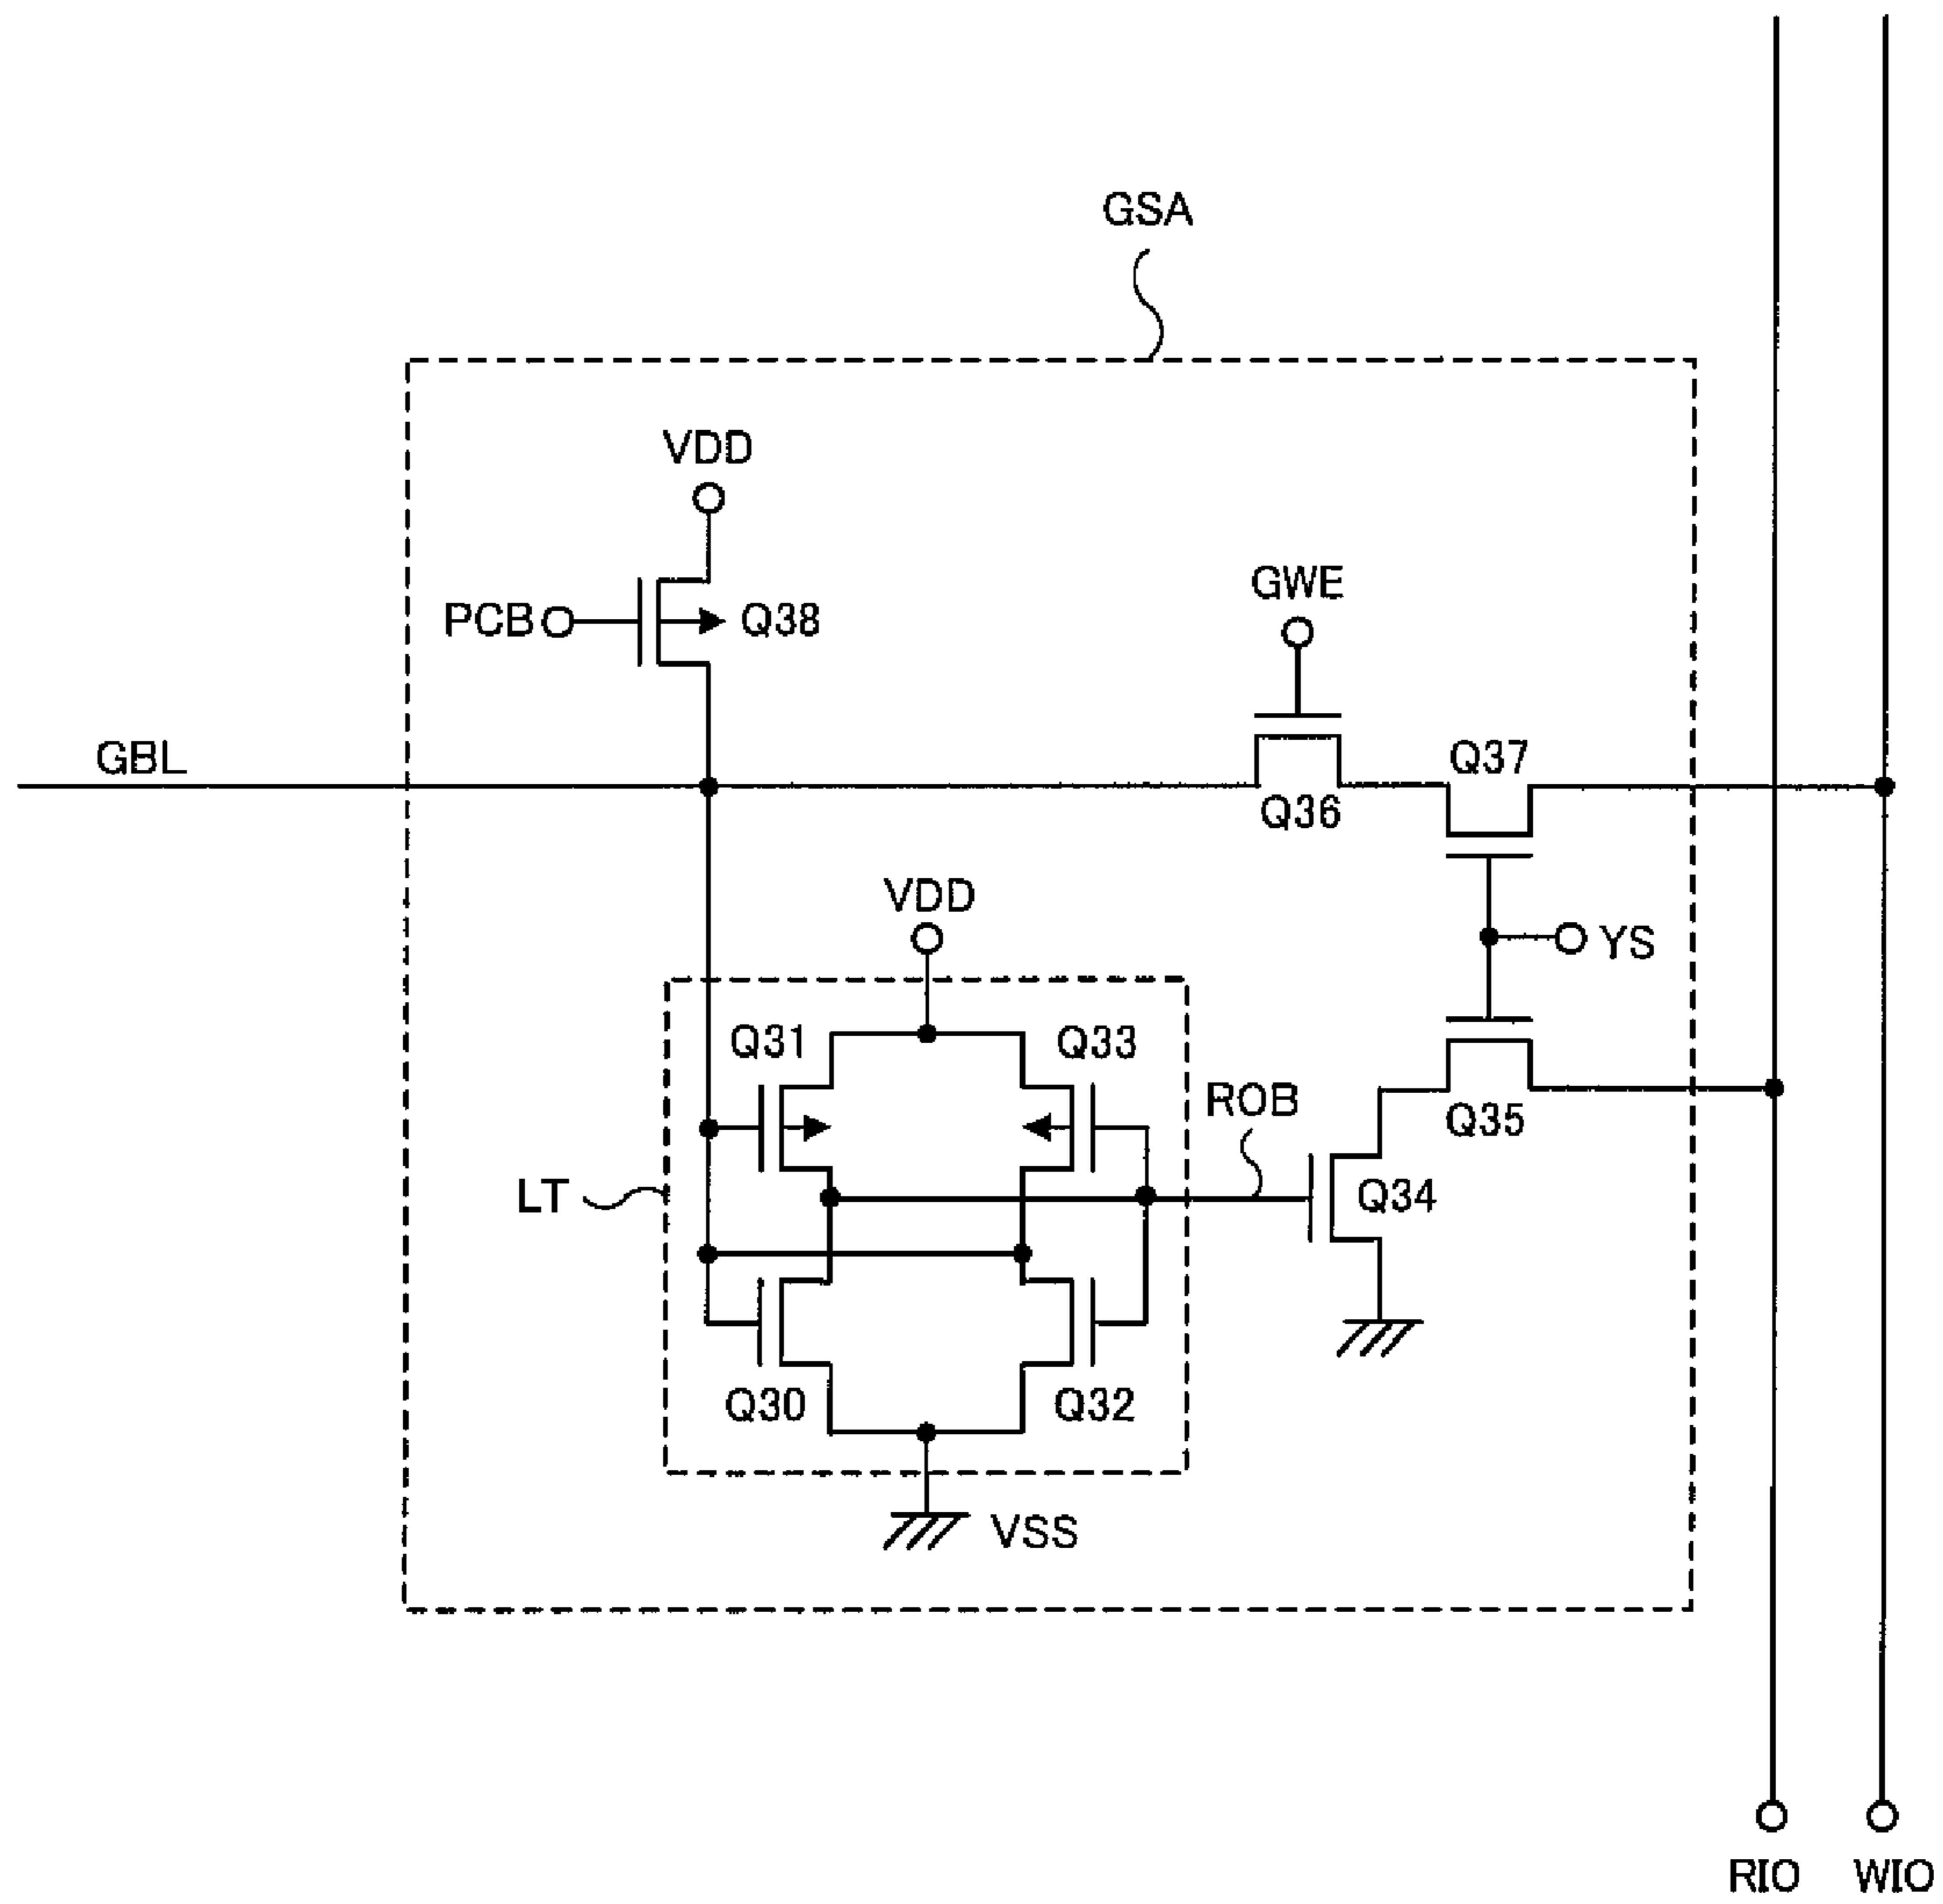 GSA
VDD
PCB
Q38
GWE
GBL
Q37
Q36
VDD
YS
Q31
Q33
ROB
Q35
LT
Q34
Q30
Q32
VSS
RIO
WIO